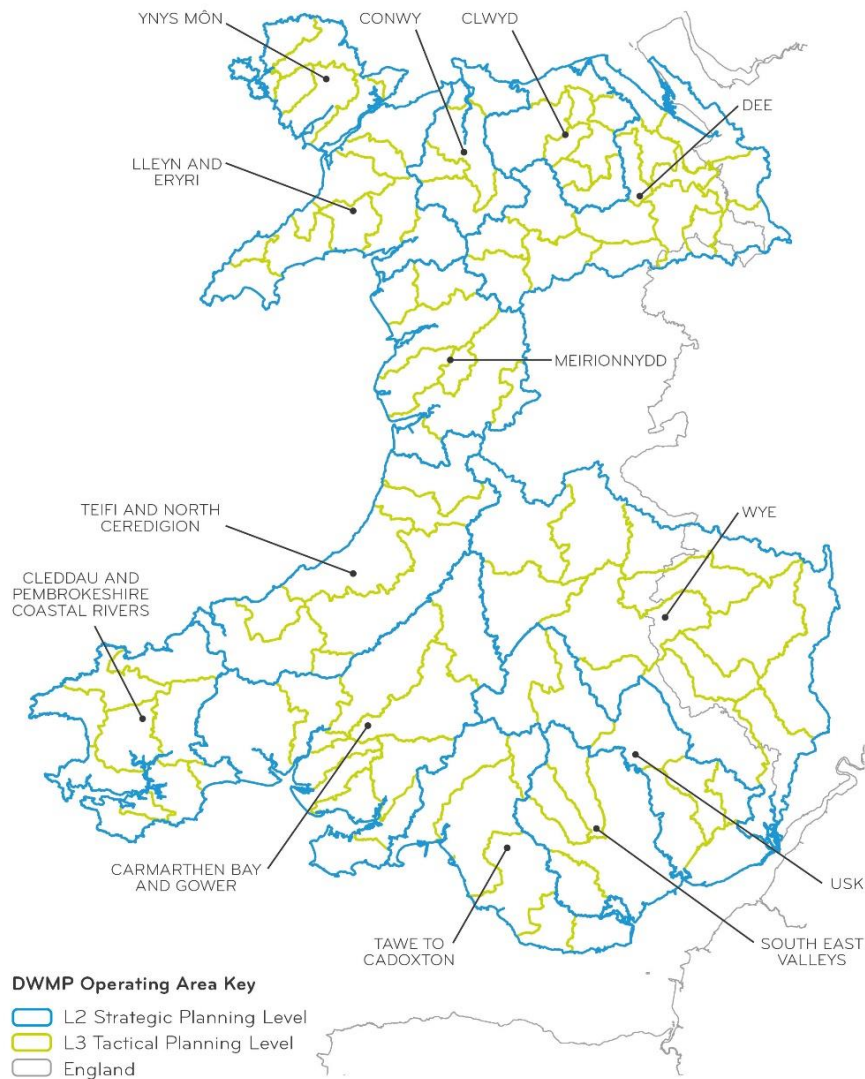 YNYS MÔN
CONWY
CLWYD
DEE
LLEYN AND
ERYRI
MEIRIONNYDD
TEIFI AND NORTH
CEREDIGION
WYE
CLEDDAU AND
PEMBROKESHIRE
COASTAL RIVERS
CARMARTHEN BAY
AND GOWER
USK
TAWE TO
CADOXTON
SOUTH EAST
VALLEYS
DWMP Operating Area Key
L2 Strategic Planning Level
L3 Tactical Planning Level
England